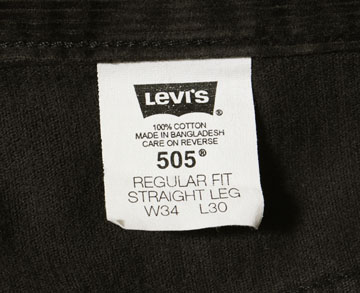 Levi's®
100% COTTON
MADE IN BANGLADESH
CARE ON REVERSE
505®
REGULAR FIT
STRAIGHT LEG
W34 L30